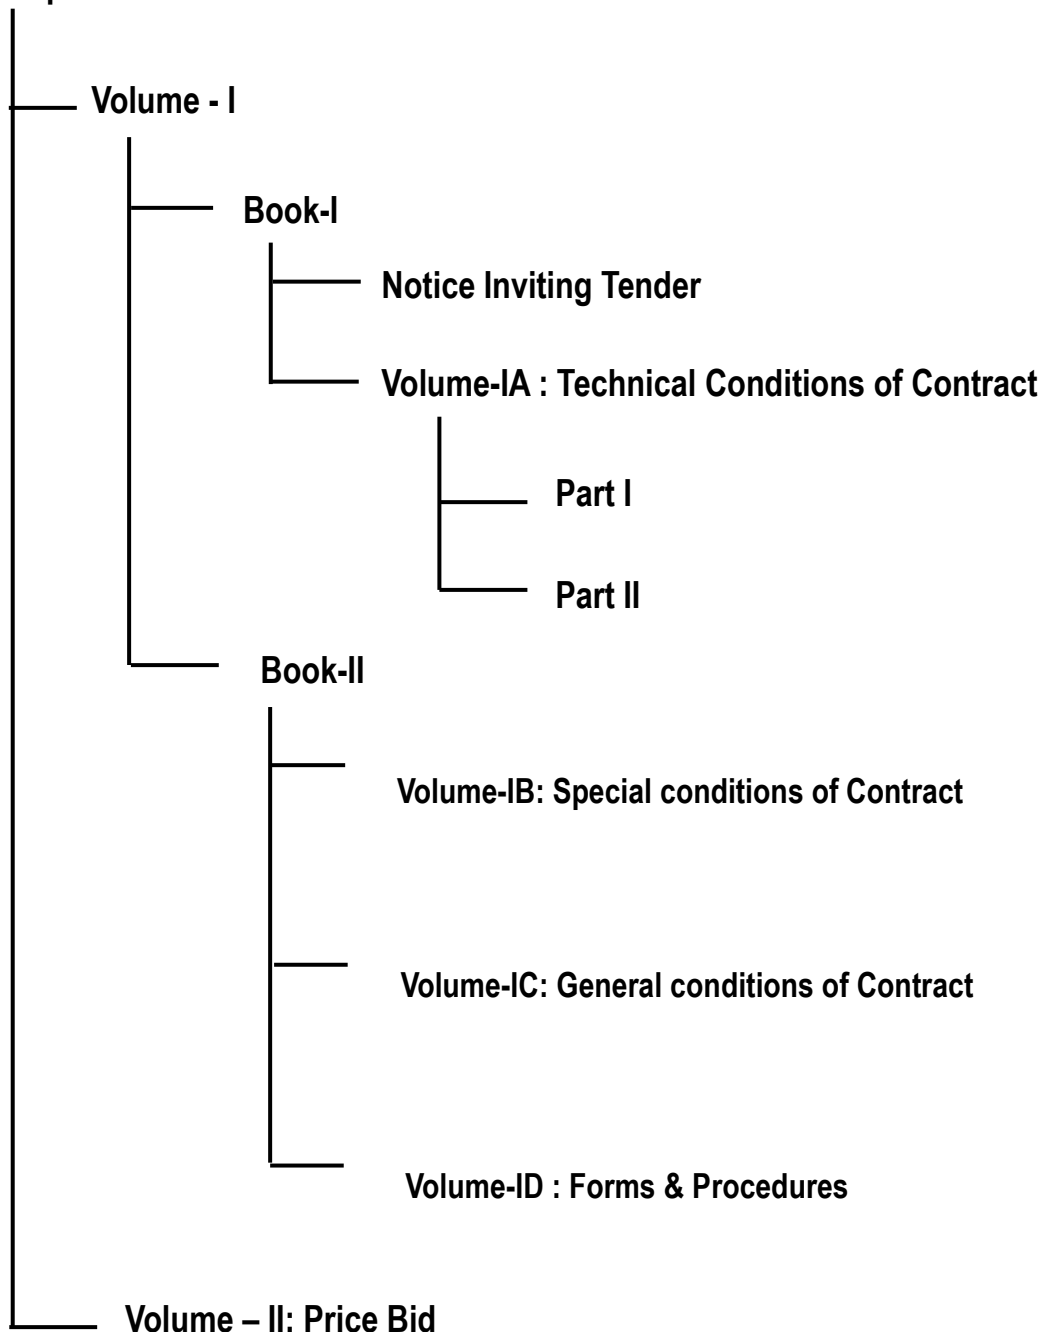 Volume - I
Book-I
Notice Inviting Tender
Volume-IA : Technical Conditions of Contract
Part I
Part II
Book-II
Volume-IB: Special conditions of Contract
Volume-IC: General conditions of Contract
Volume-ID : Forms & Procedures
Volume – II: Price Bid